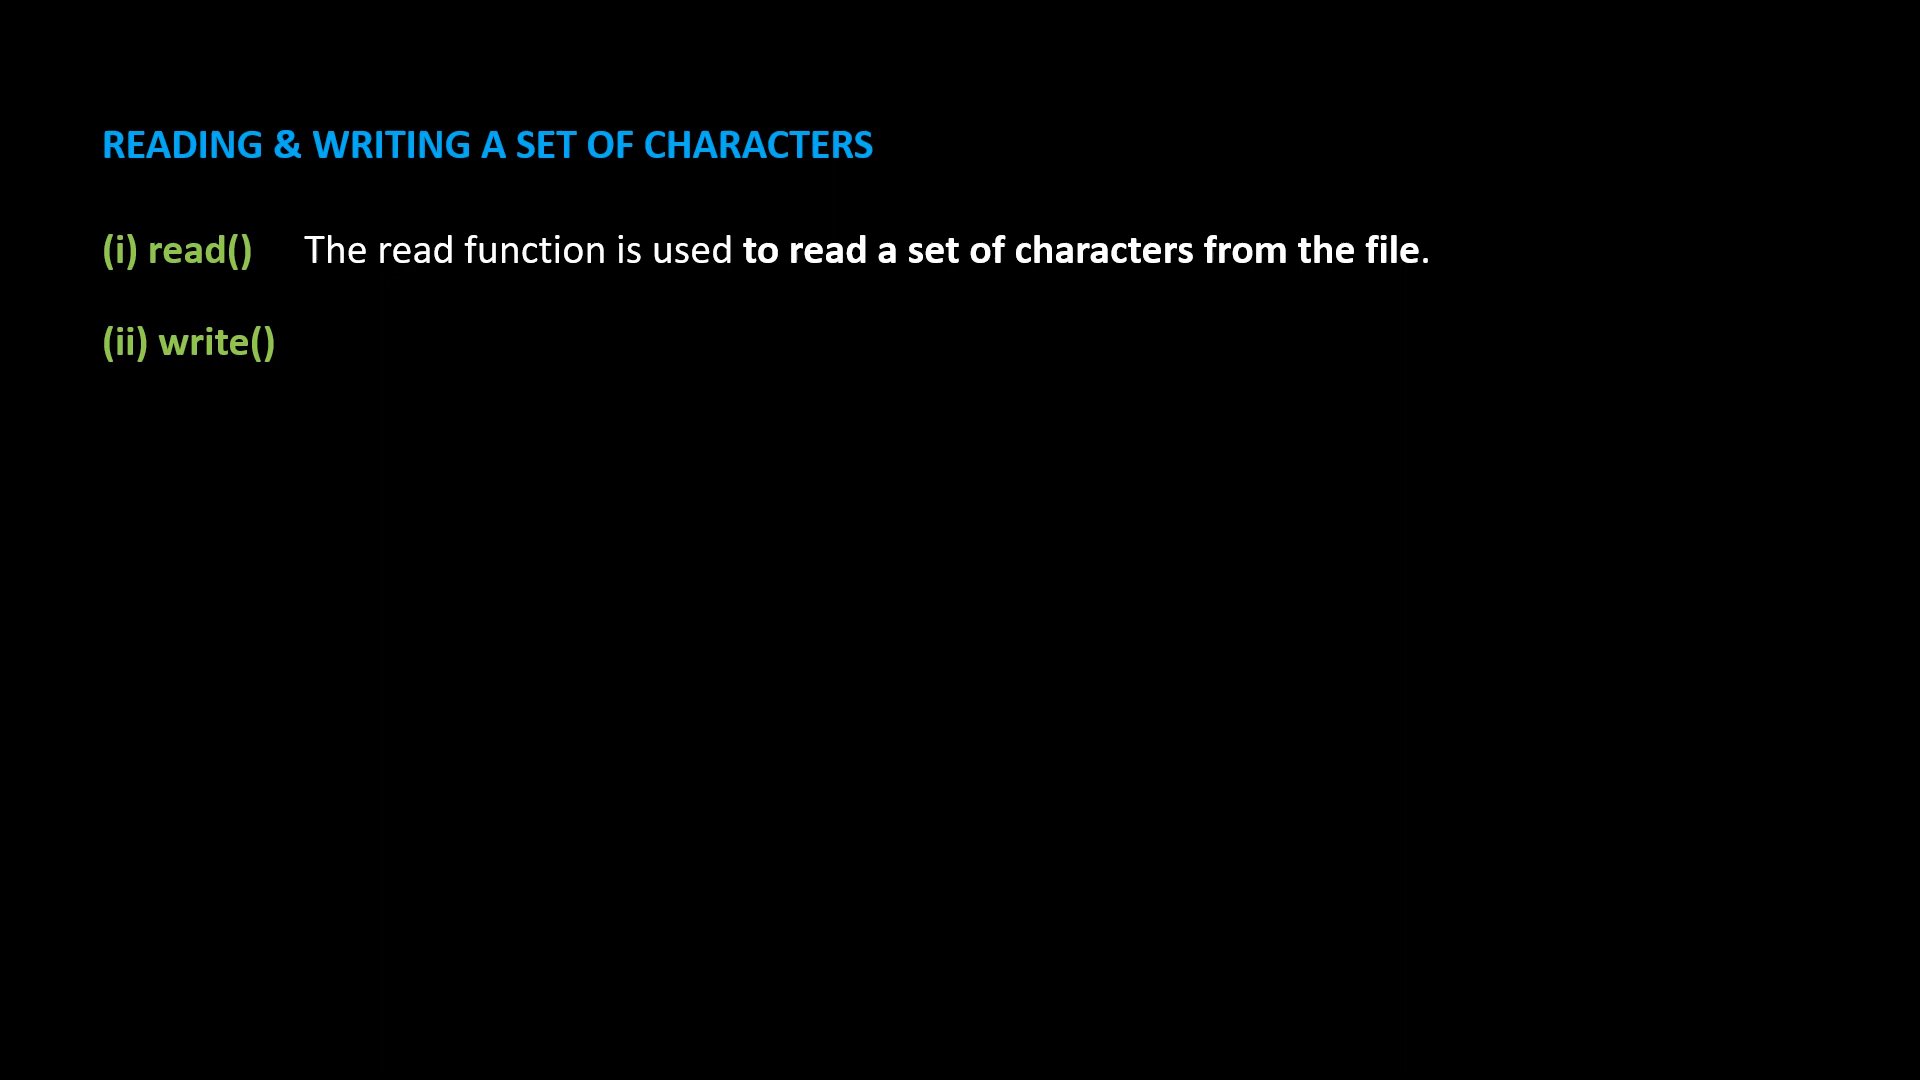 READING & WRITING A SET OF CHARACTERS
(i) read() The read function is used to read a set of characters from the file.
(ii) write()